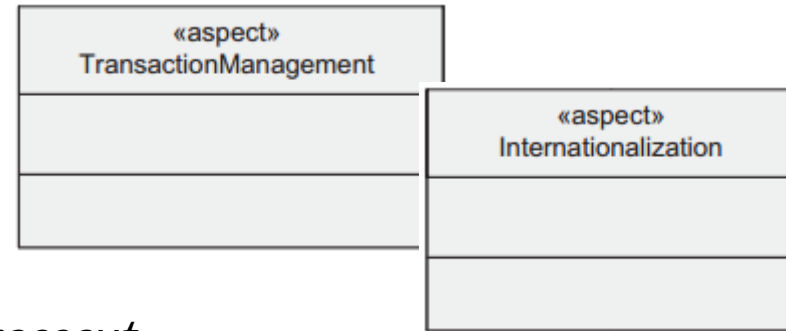 «aspect»
TransactionManagement
«aspect»
Internationalization